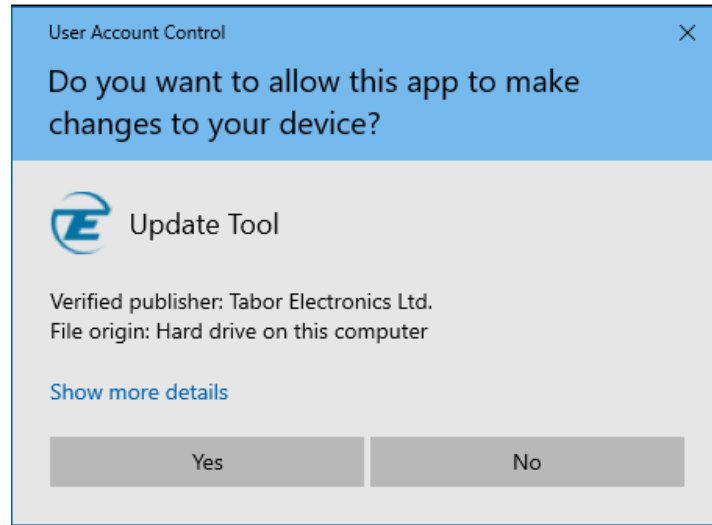 User Account Control
Do you want to allow this app to make
changes to your device?
Update Tool
Verified publisher: Tabor Electronics Ltd.
File origin: Hard drive on this computer
Show more details
Yes
No